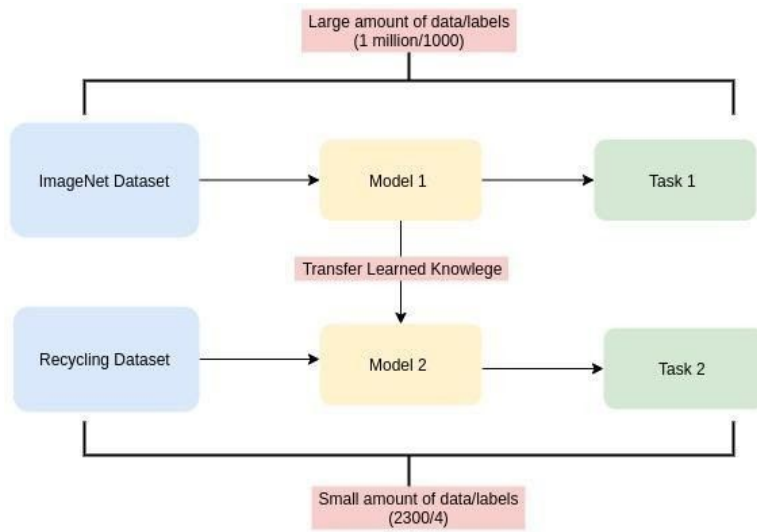 Large amount of data/labels
(1 million/1000)
ImageNet Dataset
Model 1
Task 1
Transfer Learned Knowlege
Recycling Dataset
Model 2
Task 2
Small amount of data/labels
(2300/4)